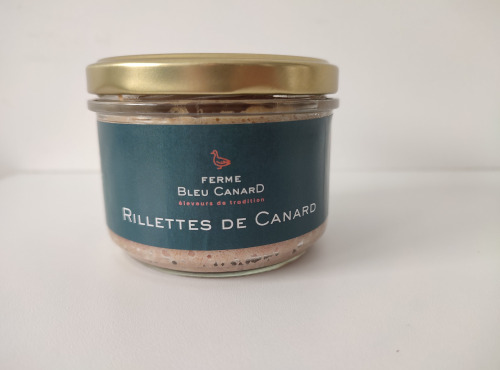 FERME
BLEU CANARD
éleveurs de tradition
RILLETTES DE CANARD